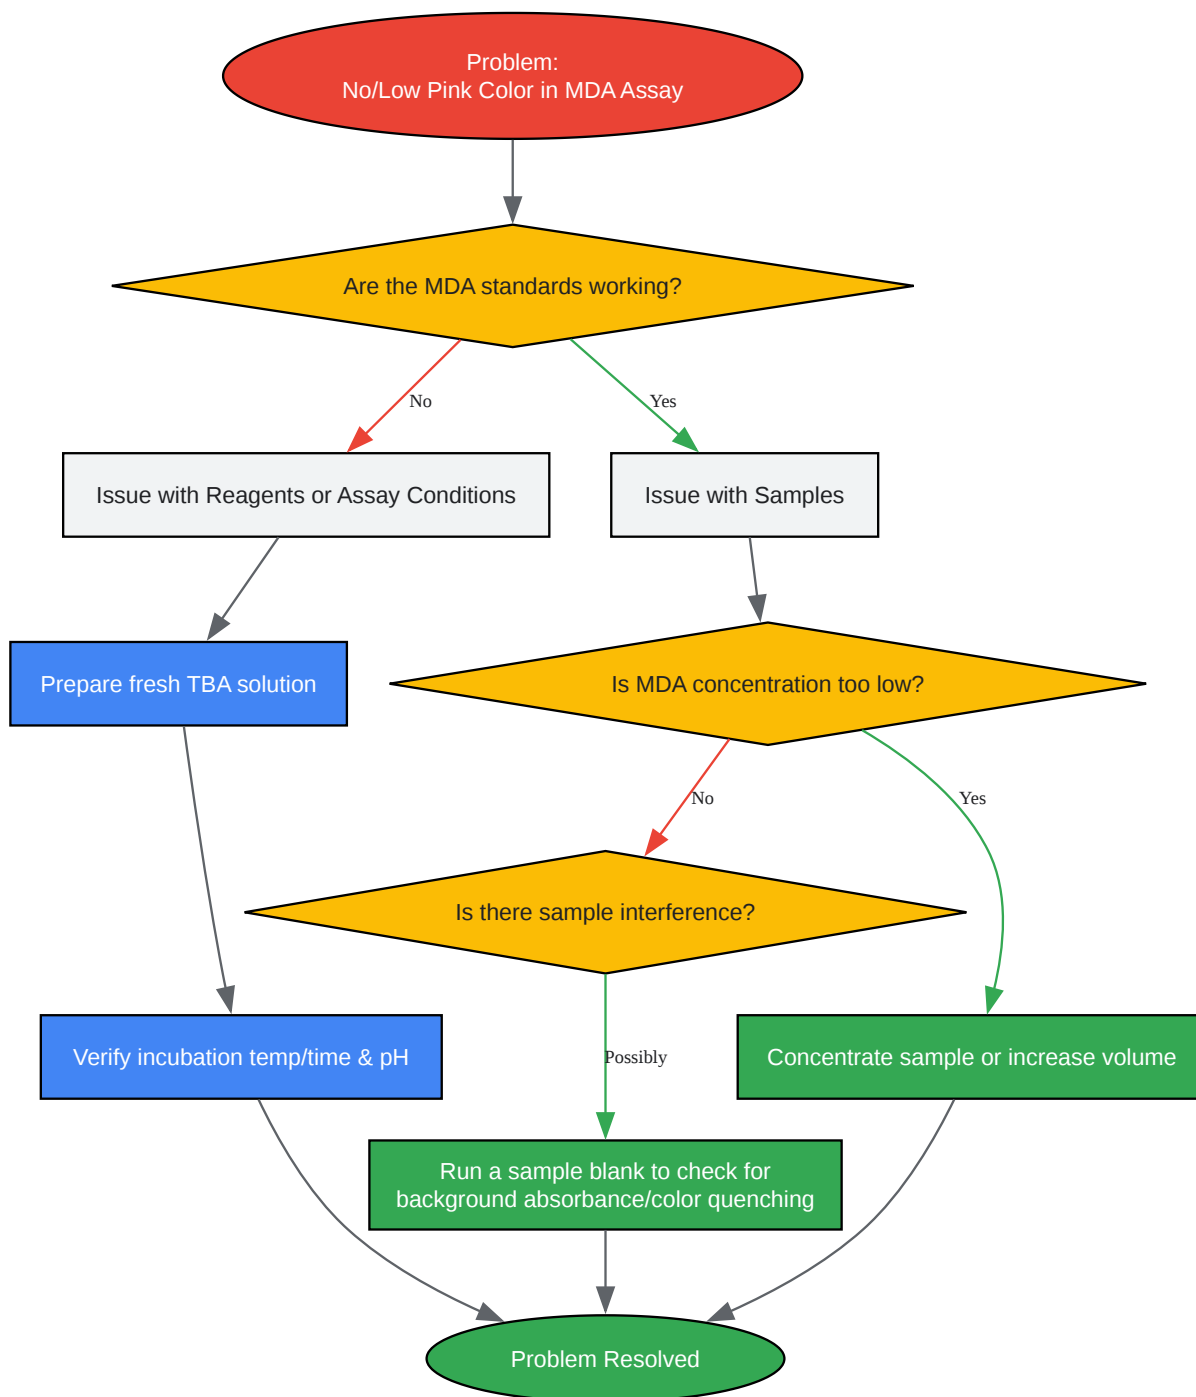 Problem:
No/Low Pink Color in MDA Assay
Are the MDA standards working?
No
Yes
Issue with Reagents or Assay Conditions
Issue with Samples
Prepare fresh TBA solution
Is MDA concentration too low?
No
Yes
Is there sample interference?
Verify incubation temp/time & pH
Possibly
Concentrate sample or increase volume
Run a sample blank to check for
background absorbance/color quenching
Problem Resolved